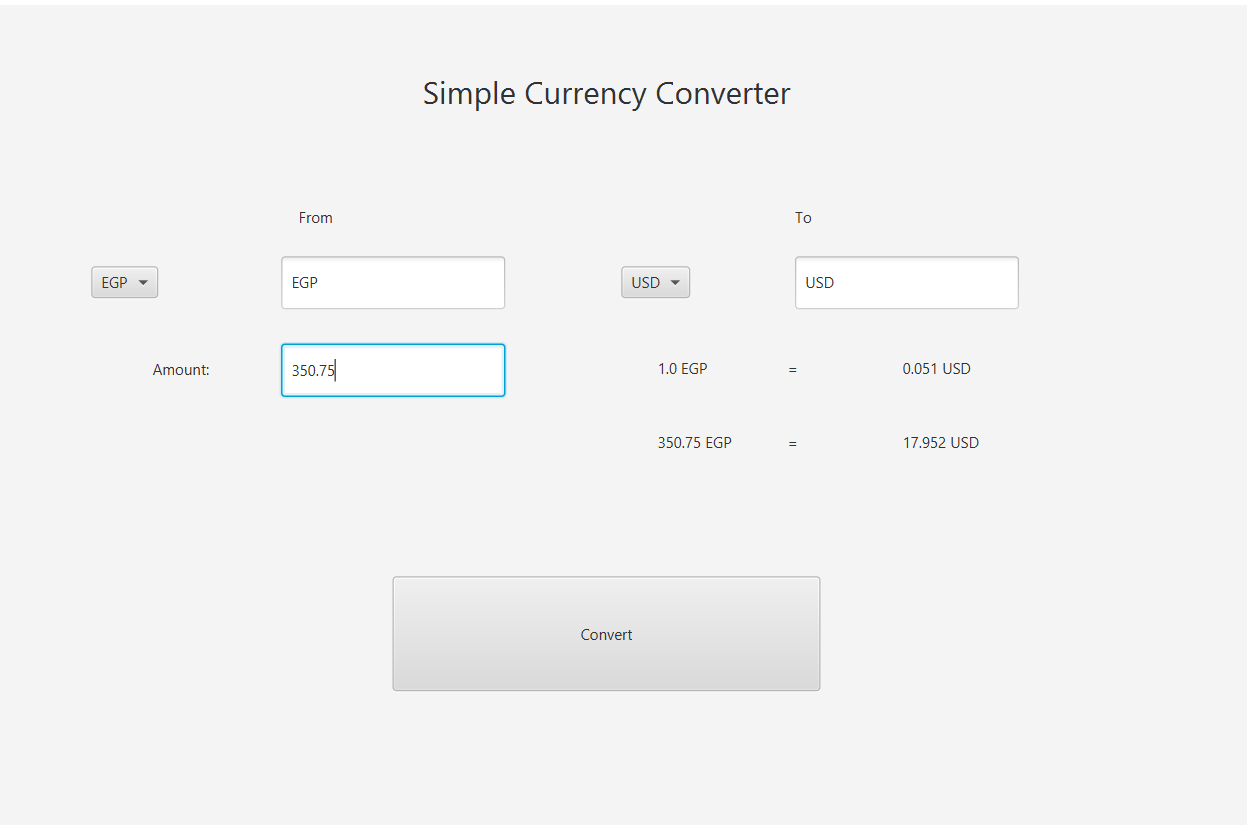 Simple Currency Converter
From To
EGP EGP USD USD
Amount: 350.75 1.0 EGP = 0.051 USD
350.75 EGP = 17.952 USD
Convert